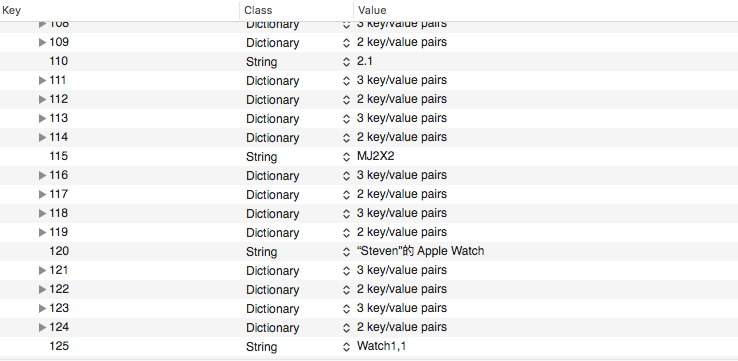 Key Class Value
108 Dictionary 3 key/value pairs
109 Dictionary 2 key/value pairs
110 String 2.1
111 Dictionary 3 key/value pairs
112 Dictionary 2 key/value pairs
113 Dictionary 3 key/value pairs
114 Dictionary 2 key/value pairs
115 String MJ2X2
116 Dictionary 3 key/value pairs
117 Dictionary 2 key/value pairs
118 Dictionary 3 key/value pairs
119 Dictionary 2 key/value pairs
120 String “Steven”的 Apple Watch
121 Dictionary 3 key/value pairs
122 Dictionary 2 key/value pairs
123 Dictionary 3 key/value pairs
124 Dictionary 2 key/value pairs
125 String Watch1,1